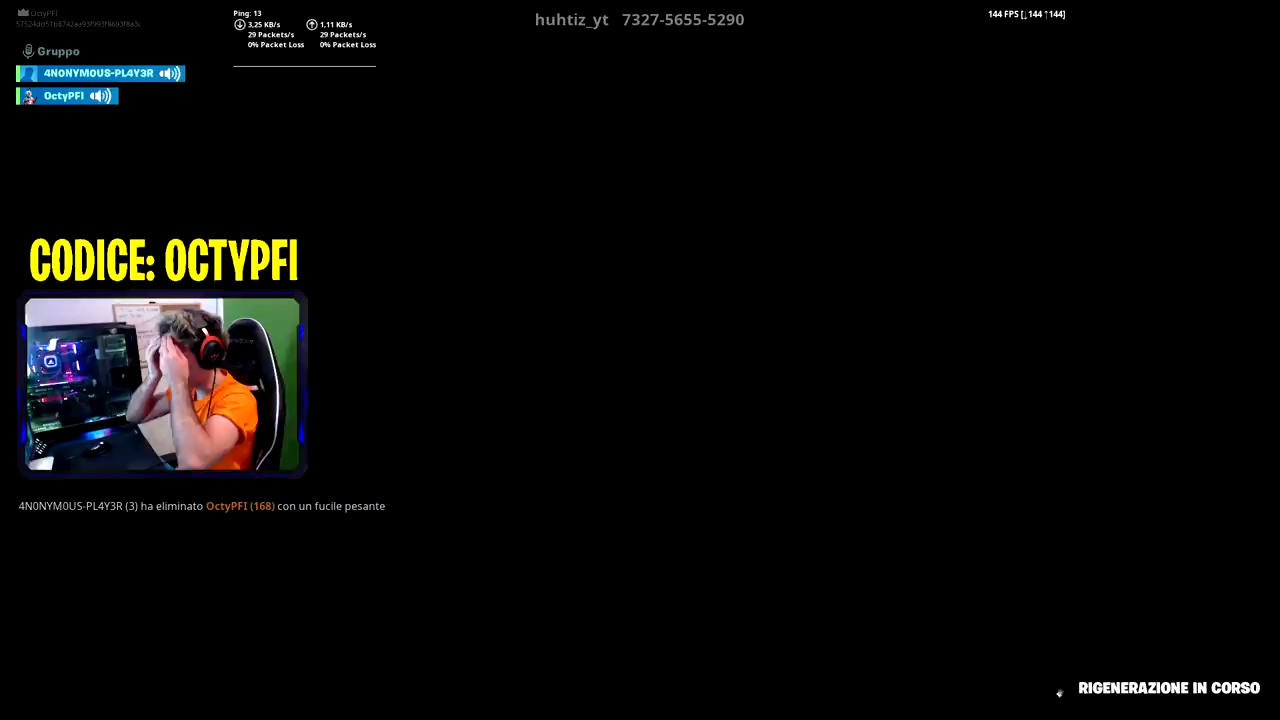 OctyPFI
Ping: 13
3,25 KB/s
1,11 KB/s
29 Packets/s
29 Packets/s
0% Packet Loss
0% Packet Loss
huhtiz_yt 7327-5655-5290
144 FPS [↓144 ↑144]
Gruppo
4N0NYM0US-PL4Y3R
OctyPFI
CODICE: OCTYPFI
4N0NYM0US-PL4Y3R (3) ha eliminato OctyPFI (168) con un fucile pesante
RIGENERAZIONE IN CORSO